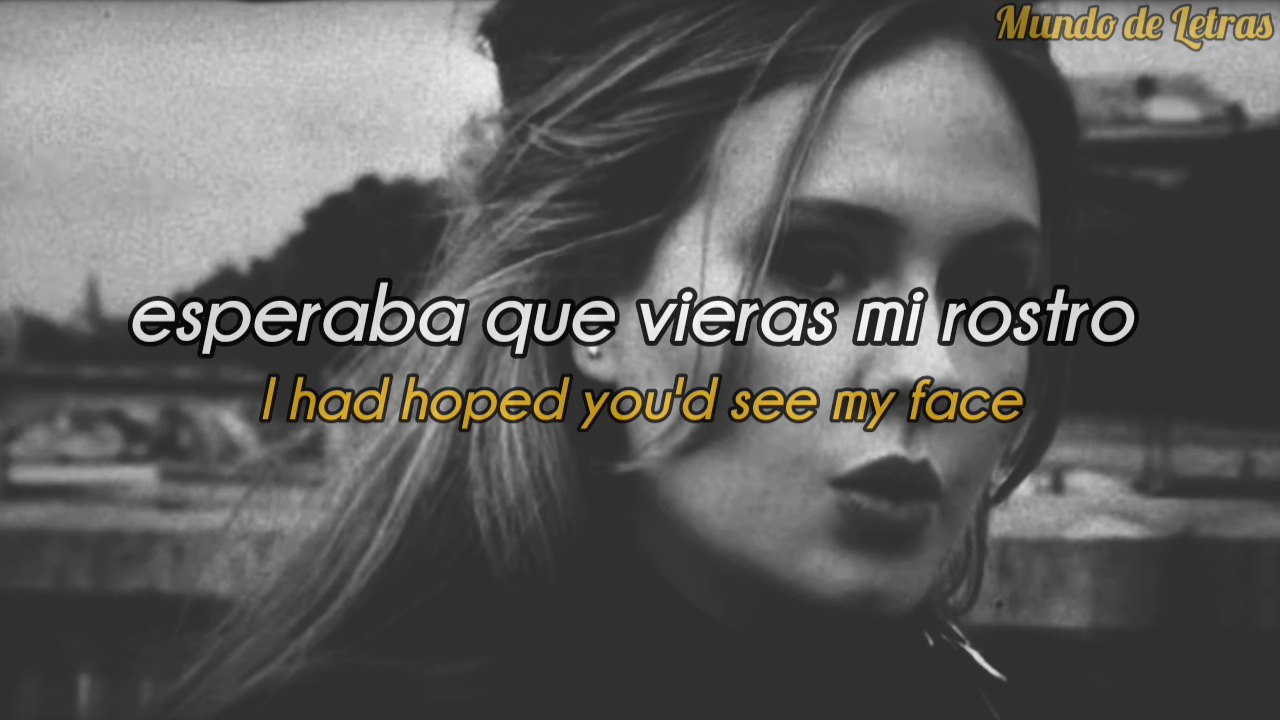 Mundo de Letras
esperaba que vieras mi rostro
I had hoped you'd see my face